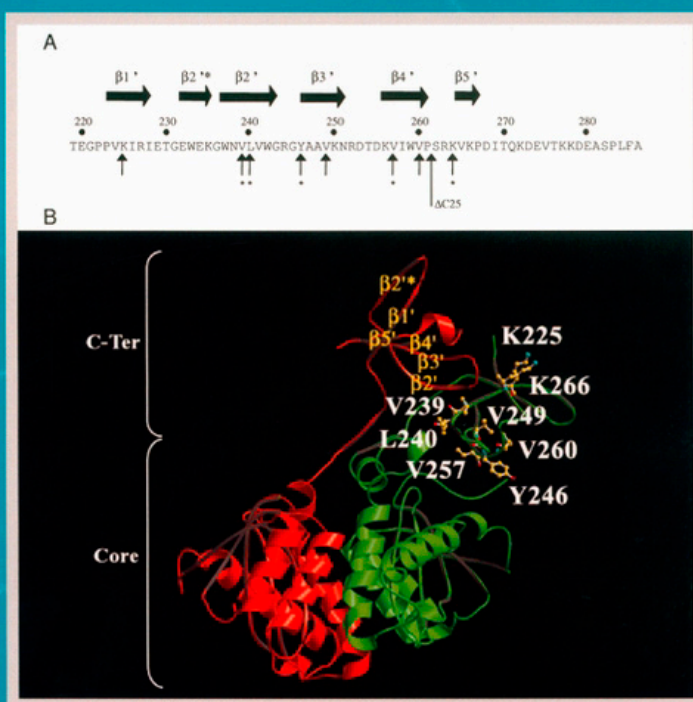 A
β1' β2'* β2' β3' β4' β5'
220 230 240 250 260 270 280
TEGPPVKIRIETGEWEKGWNVLVWGRGYAAVKNRDTDKVIWVPSRKVKPDITQKDEVTKKDEASPLFA
* * * * *
ΔC25
B
β2'*
β1'
C-Ter
β5'
β4'
K225
β3'
K266
β2'
V239
V249
L240
V260
V257
Y246
Core